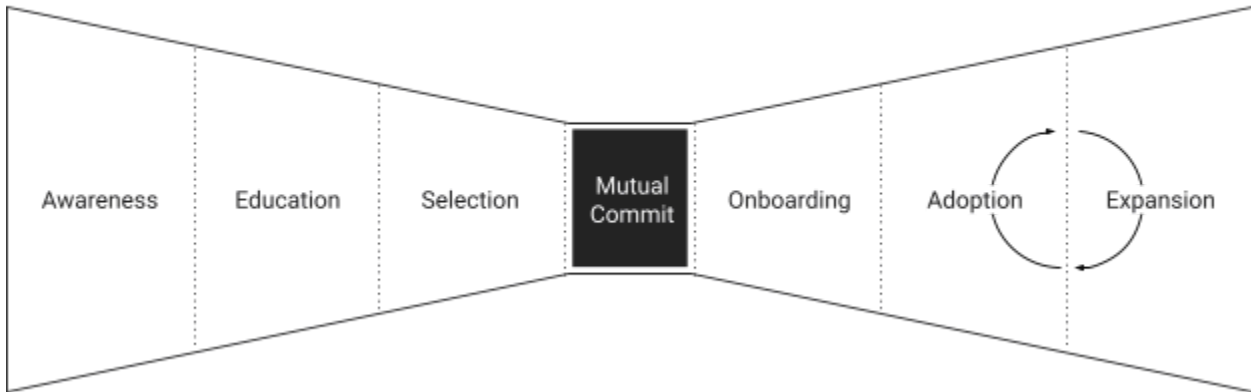 Awareness
Education
Selection
Mutual
Commit
Onboarding
Adoption
Expansion